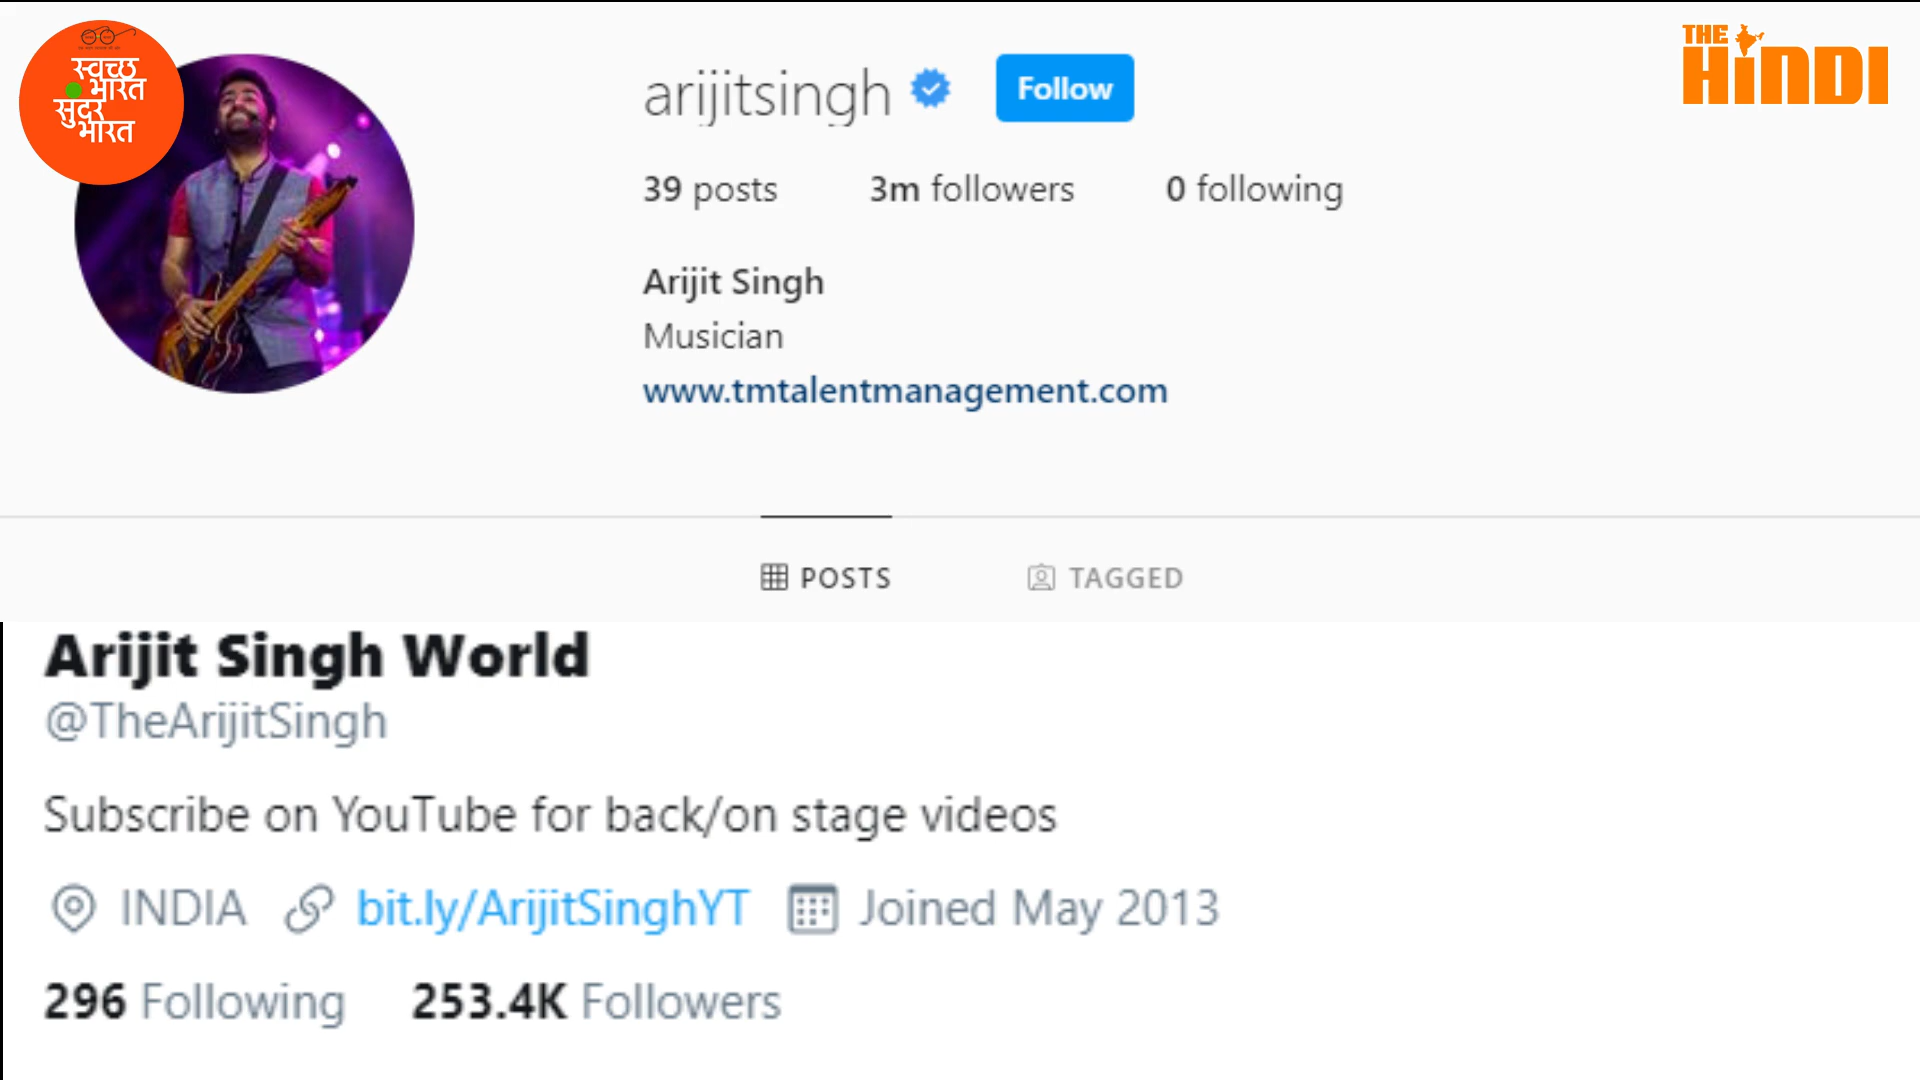 स्वच्छ
भारत
सुंदर
भारत
THE
HiNDI
arijitsingh
Follow
39 posts 3m followers 0 following
Arijit Singh
Musician
www.tmtalentmanagement.com
POSTS TAGGED
Arijit Singh World
@TheArijitSingh
Subscribe on YouTube for back/on stage videos
INDIA bit.ly/ArijitSinghYT Joined May 2013
296 Following 253.4K Followers